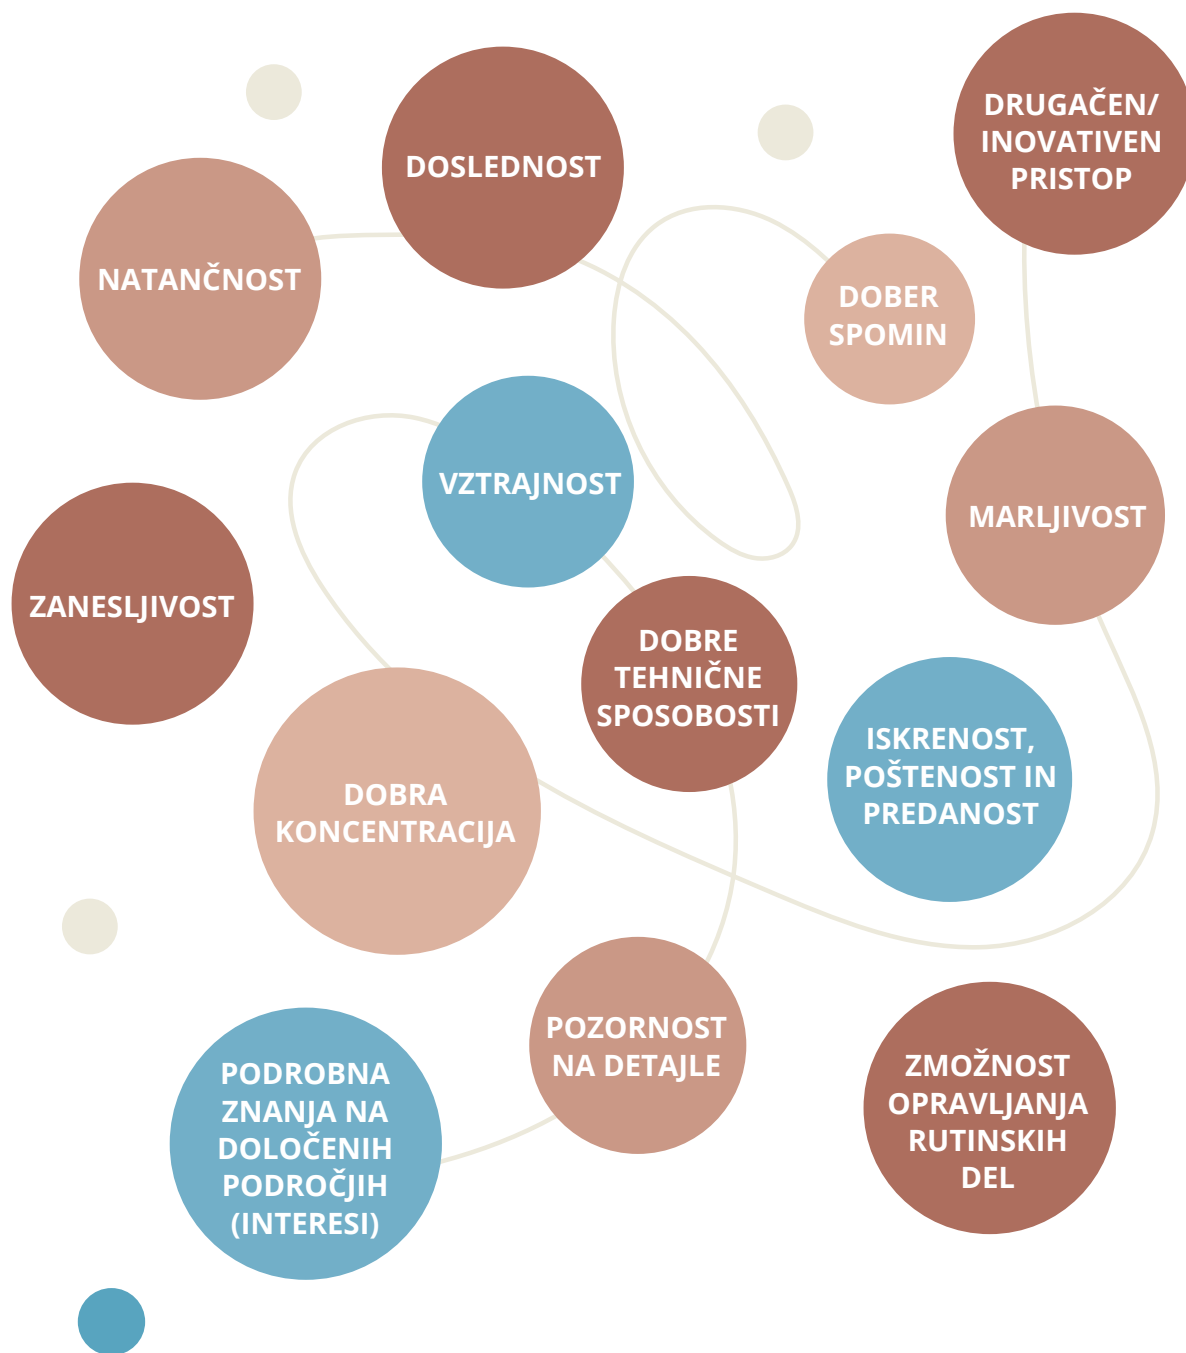 DRUGAČEN/
INOVATIVEN
PRISTOP
DOSLEDNOST
NATANČNOST
DOBER
SPOMIN
VZTRAJNOST
MARLJIVOST
ZANESLJIVOST
DOBRE
TEHNIČNE
SPOSOBOSTI
ISKRENOST,
POŠTENOST IN
PREDANOST
DOBRA
KONCENTRACIJA
POZORNOST
NA DETAJLE
ZMOŽNOST
OPRAVLJANJA
RUTINSKIH
DEL
PODROBNA
ZNANJA NA
DOLOČENIH
PODROČJIH
(INTERESI)